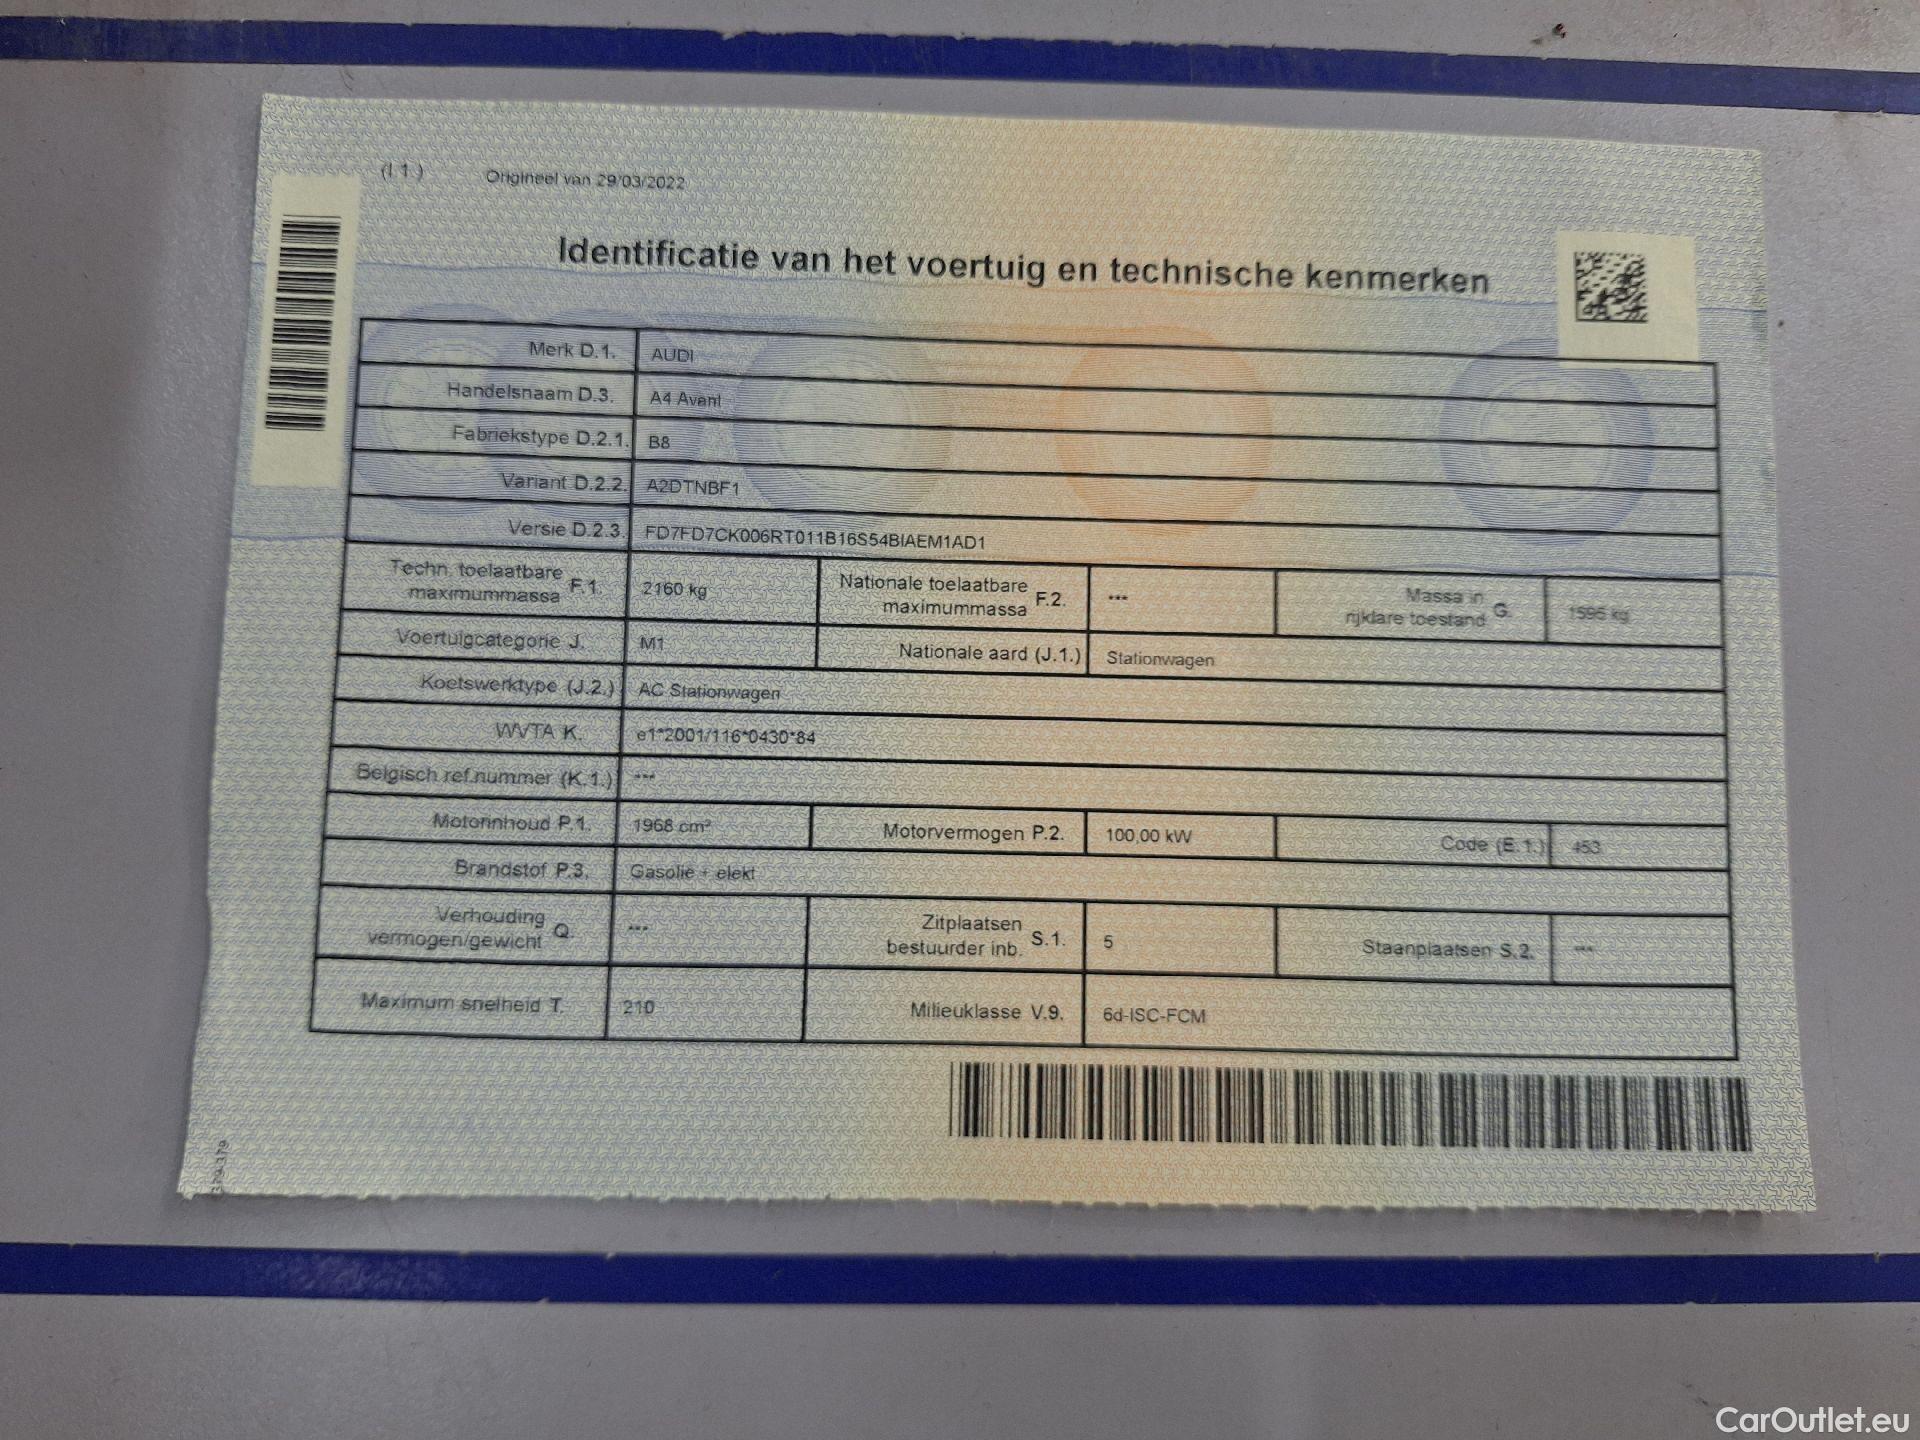 (I.1.) Origineel van 29/03/2022
Identificatie van het voertuig en technische kenmerken
Merk D.1. AUDI
Handelsnaam D.3. A4 Avant
Fabriekstype D.2.1. B8
Variant D.2.2. A2DTNBF1
Versie D.2.3. FD7FD7CK006RT011B16S54BIAEM1AD1
Techn. toelaatbare maximummassa F.1. 2160 kg Nationale toelaatbare maximummassa F.2. *** Massa in rijklare toestand G. 1595 kg
Voertuigcategorie J. M1 Nationale aard (J.1.) Stationwagen
Koetswerktype (J.2.) AC Stationwagen
WVTA K. e1*2001/116*0430*84
Belgisch ref.nummer (K.1.) ***
Motorinhoud P.1. 1968 cm³ Motorvermogen P.2. 100,00 kW Code (E.1.) 453
Brandstof P.3. Gasolie + elekt
Verhouding vermogen/gewicht Q. *** Zitplaatsen bestuurder inb. S.1. 5 Staanplaatsen S.2. ***
Maximum snelheid T. 210 Milieuklasse V.9. 6d-ISC-FCM
379-379
CarOutlet.eu